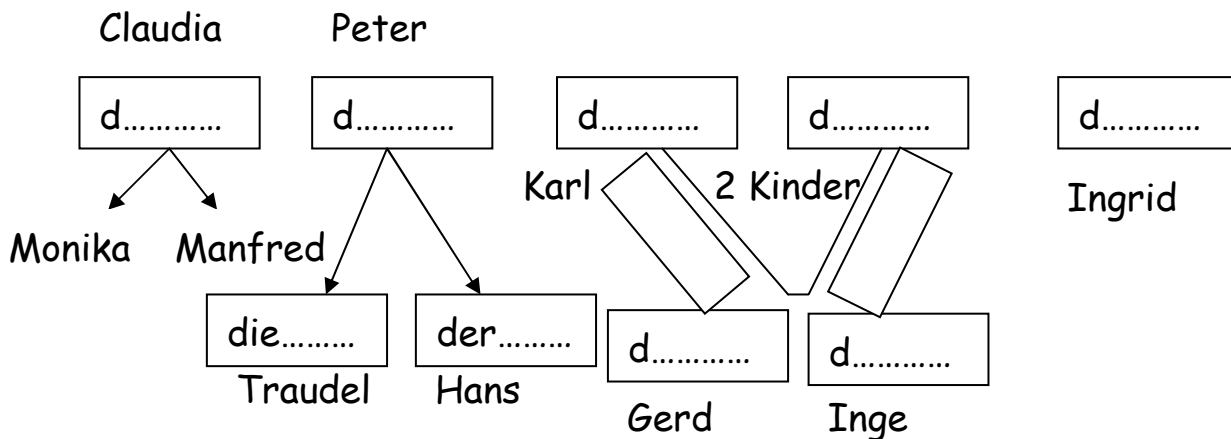 Claudia Peter
d………… d………… d………… d………… d…………
Karl 2 Kinder Ingrid
Monika Manfred
die……… der……… d………… d…………
Traudel Hans Gerd Inge